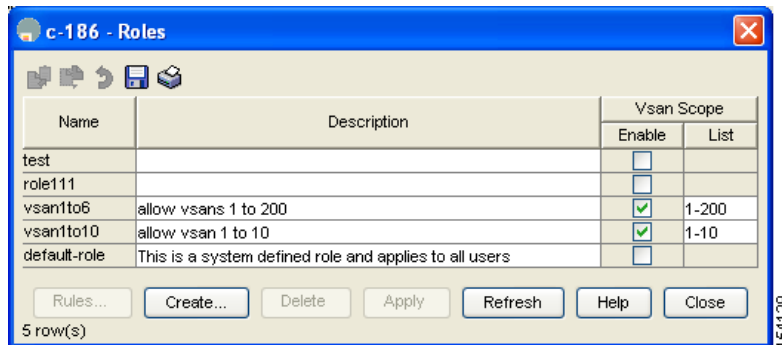 c-186 - Roles
Name Description Vsan Scope
Enable List
test
role111
vsan1to6 allow vsans 1 to 200 1-200
vsan1to10 allow vsan 1 to 10 1-10
default-role This is a system defined role and applies to all users
Rules... Create... Delete Apply Refresh Help Close
5 row(s)